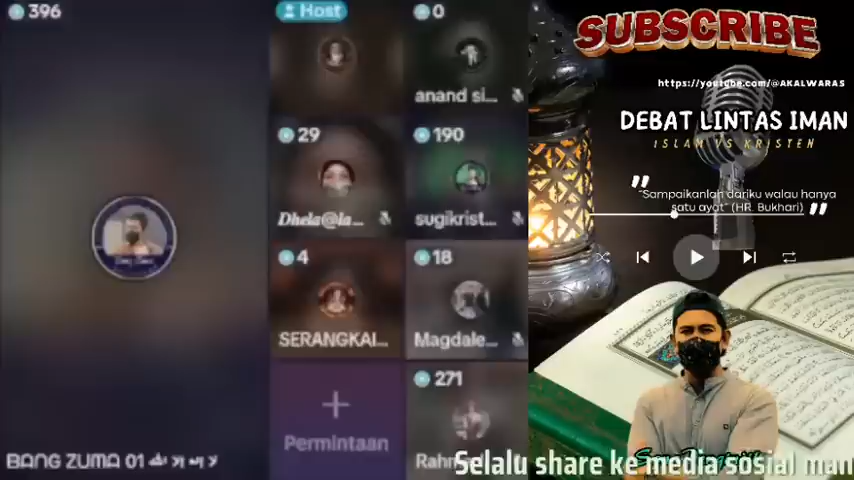 396
Host
0
anand si...
29
Dhela@la...
190
sugikrist...
4
SERANGKAI...
18
Magdale...
Permintaan
271
Rahm
BANG ZUMA 01
SUBSCRIBE
https://youtube.com/@AKALWARAS
DEBAT LINTAS IMAN
ISLAM VS KRISTEN
"Sampaikanlah dariku walau hanya
satu ayat" (HR. Bukhari)
Selalu share ke media sosial man